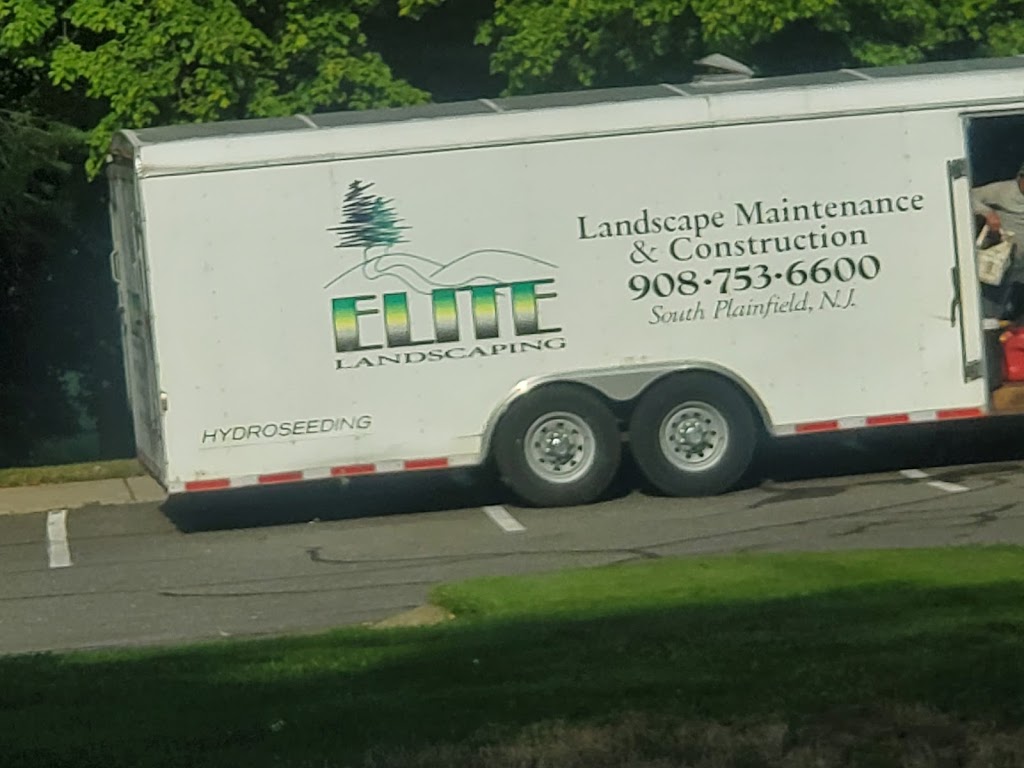 ELITE
LANDSCAPING
Landscape Maintenance
& Construction
908·753·6600
South Plainfield, N.J.
HYDROSEEDING